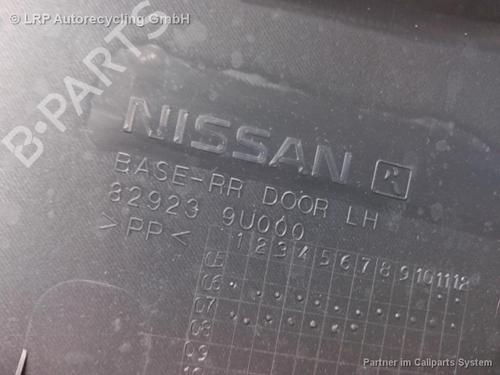 © LRP Autorecycling GmbH
B-PARTS
NISSAN
BASE-RR DOOR LH
82923 9U000
>PP<
1 2 3 4 5 6 7 8 9 10 11 12
05
06
07
08
09
Partner im Callparts System